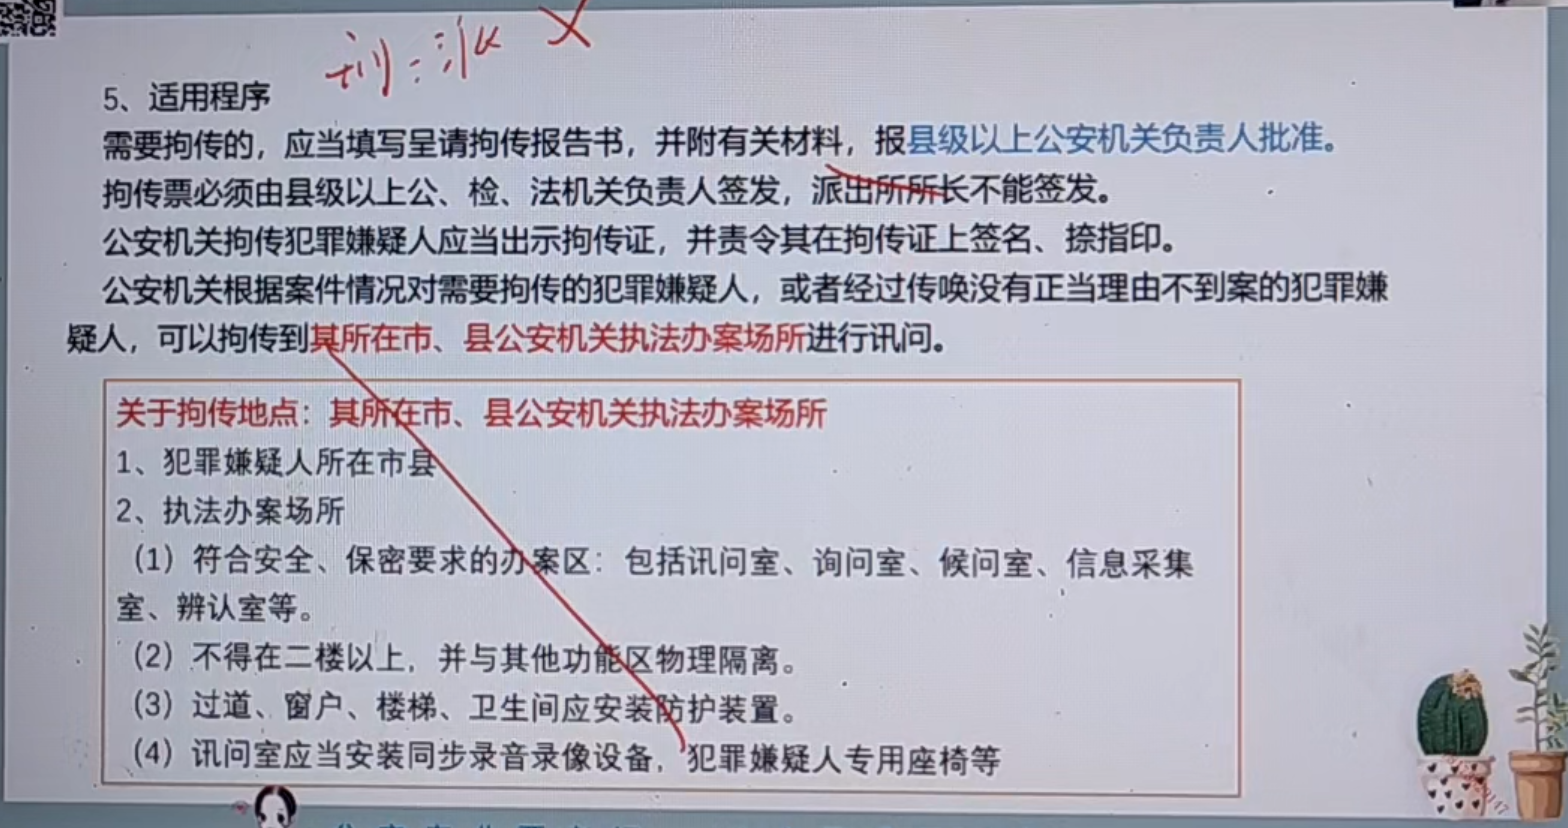 5、适用程序
需要拘传的，应当填写呈请拘传报告书，并附有关材料，报县级以上公安机关负责人批准。
拘传票必须由县级以上公、检、法机关负责人签发，派出所所长不能签发。
公安机关拘传犯罪嫌疑人应当出示拘传证，并责令其在拘传证上签名、捺指印。
公安机关根据案件情况对需要拘传的犯罪嫌疑人，或者经过传唤没有正当理由不到案的犯罪嫌
疑人，可以拘传到其所在市、县公安机关执法办案场所进行讯问。
关于拘传地点：其所在市、县公安机关执法办案场所
1、犯罪嫌疑人所在市县
2、执法办案场所
（1）符合安全、保密要求的办案区：包括讯问室、询问室、候问室、信息采集
室、辨认室等。
（2）不得在二楼以上，并与其他功能区物理隔离。
（3）过道、窗户、楼梯、卫生间应安装防护装置。
（4）讯问室应当安装同步录音录像设备，犯罪嫌疑人专用座椅等